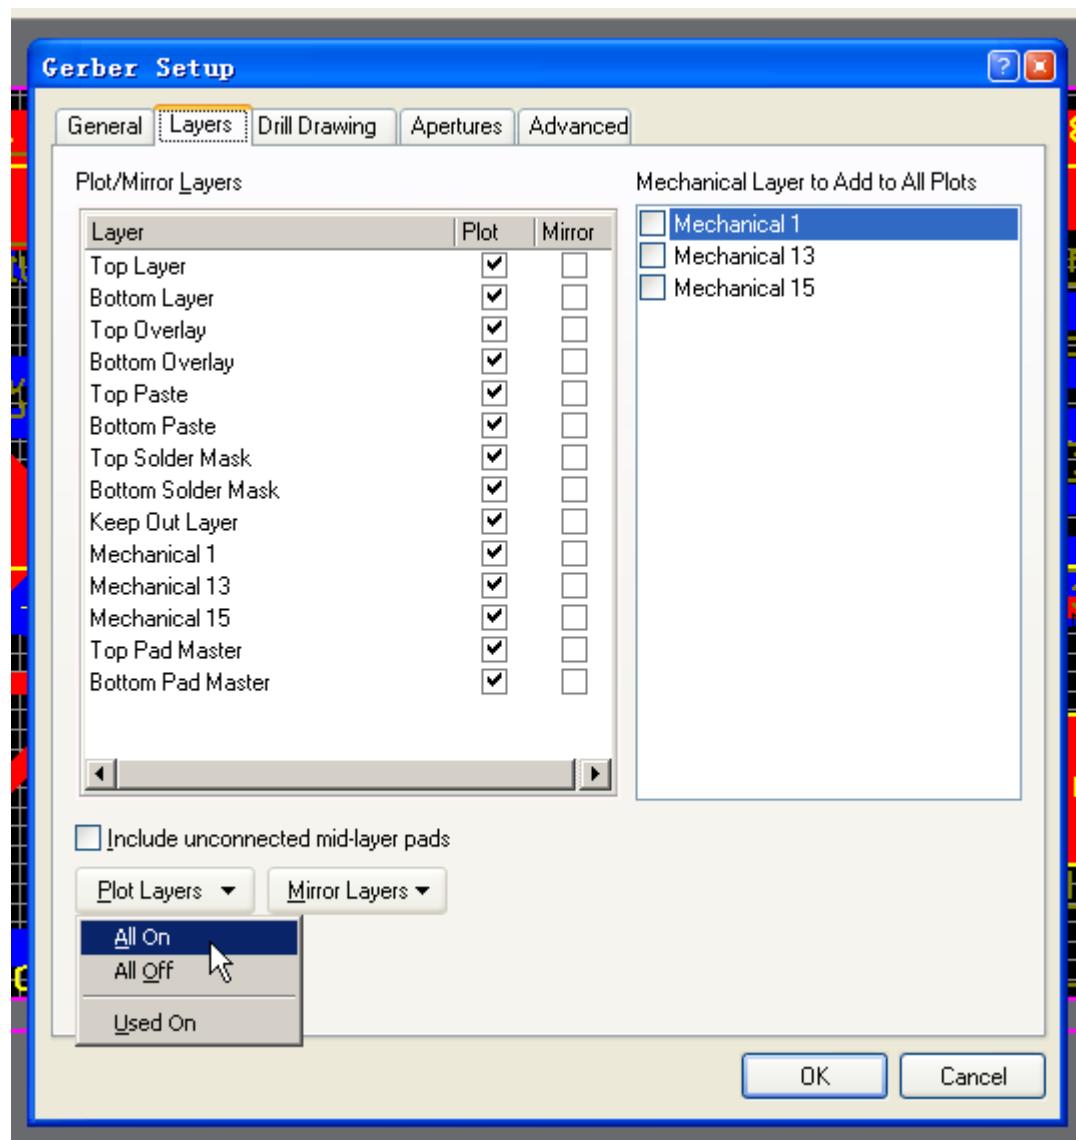 Gerber Setup
General Layers Drill Drawing Apertures Advanced
Plot/Mirror Layers
Layer Plot Mirror
Top Layer
Bottom Layer
Top Overlay
Bottom Overlay
Top Paste
Bottom Paste
Top Solder Mask
Bottom Solder Mask
Keep Out Layer
Mechanical 1
Mechanical 13
Mechanical 15
Top Pad Master
Bottom Pad Master
Mechanical Layer to Add to All Plots
Mechanical 1
Mechanical 13
Mechanical 15
Include unconnected mid-layer pads
Plot Layers Mirror Layers
All On
All Off
Used On
OK Cancel